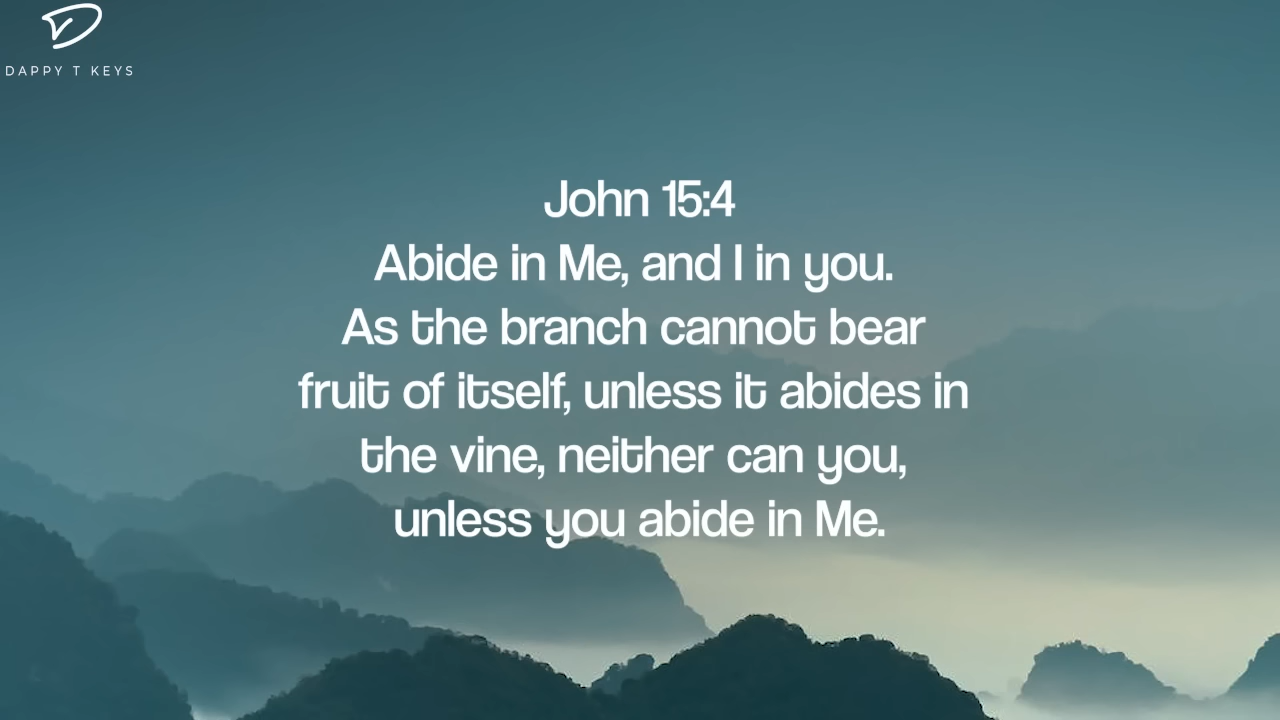 DAPPY T KEYS
John 15:4
Abide in Me, and I in you.
As the branch cannot bear
fruit of itself, unless it abides in
the vine, neither can you,
unless you abide in Me.